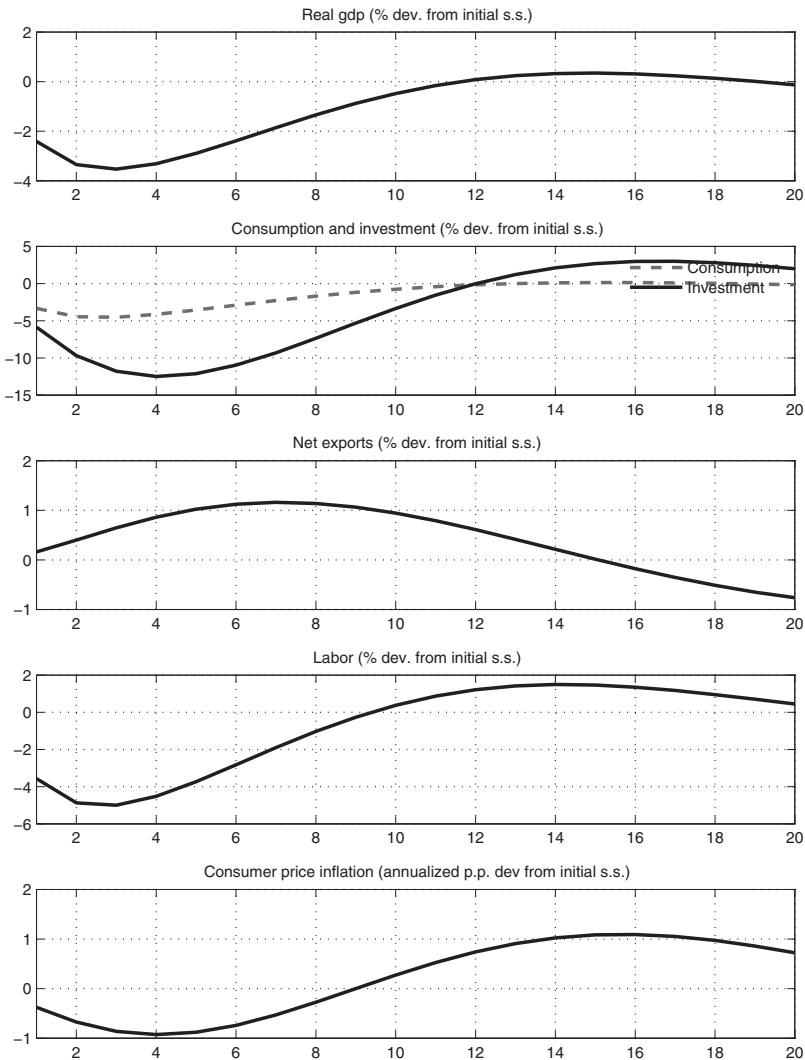 Real gdp (% dev. from initial s.s.)
2
0
−2
−4
2 4 6 8 10 12 14 16 18 20
Consumption and investment (% dev. from initial s.s.)
5
0
−5
−10
−15
Consumption
Investment
2 4 6 8 10 12 14 16 18 20
Net exports (% dev. from initial s.s.)
2
1
0
−1
2 4 6 8 10 12 14 16 18 20
Labor (% dev. from initial s.s.)
2
0
−2
−4
−6
2 4 6 8 10 12 14 16 18 20
Consumer price inflation (annualized p.p. dev from initial s.s.)
2
1
0
−1
2 4 6 8 10 12 14 16 18 20